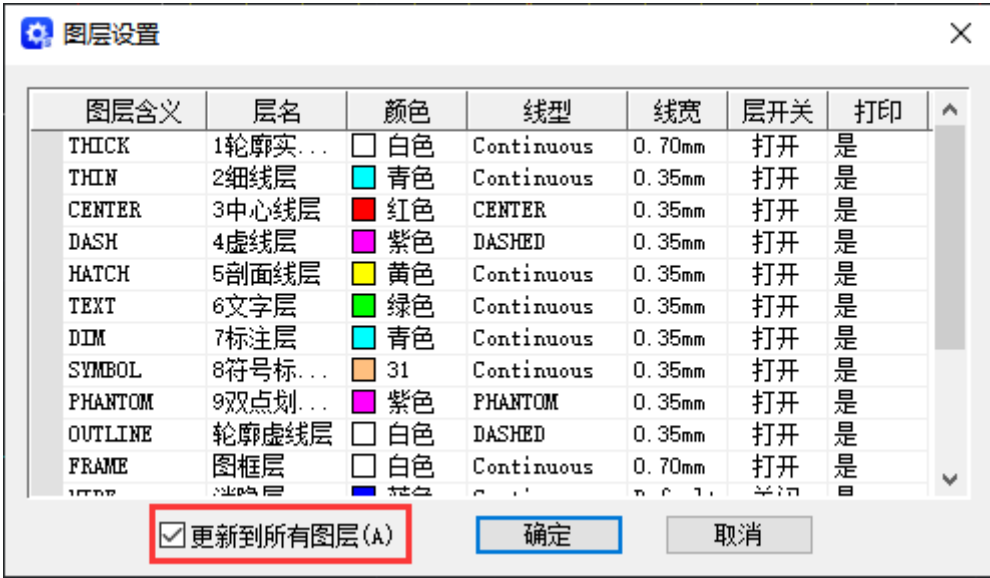 图层设置
图层含义 层名 颜色 线型 线宽 层开关 打印
THICK 1轮廓实... 白色 Continuous 0.70mm 打开 是
THIN 2细线层 青色 Continuous 0.35mm 打开 是
CENTER 3中心线层 红色 CENTER 0.35mm 打开 是
DASH 4虚线层 紫色 DASHED 0.35mm 打开 是
HATCH 5剖面线层 黄色 Continuous 0.35mm 打开 是
TEXT 6文字层 绿色 Continuous 0.35mm 打开 是
DIM 7标注层 青色 Continuous 0.35mm 打开 是
SYMBOL 8符号标... 31 Continuous 0.35mm 打开 是
PHANTOM 9双点划... 紫色 PHANTOM 0.35mm 打开 是
OUTLINE 轮廓虚线层 白色 DASHED 0.35mm 打开 是
FRAME 图框层 白色 Continuous 0.70mm 打开 是
更新到所有图层(A) 确定 取消